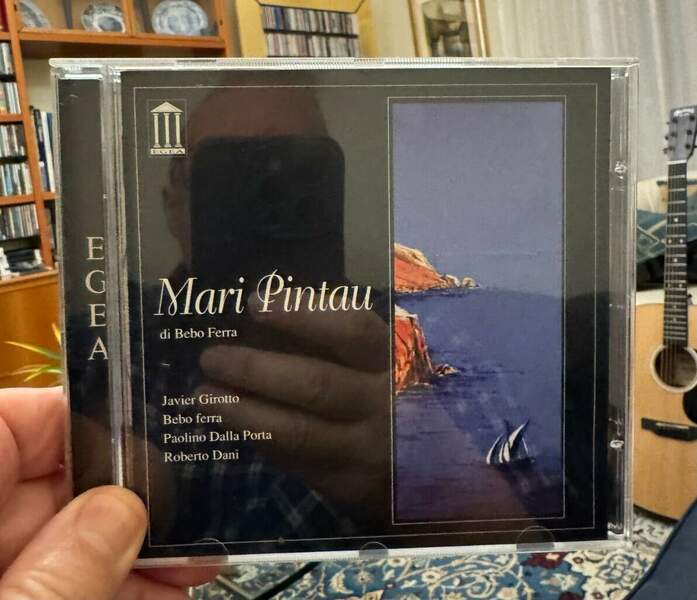 EGEA
EGEA
Mari Pintau
di Bebo Ferra
Javier Girotto
Bebo ferra
Paolino Dalla Porta
Roberto Dani